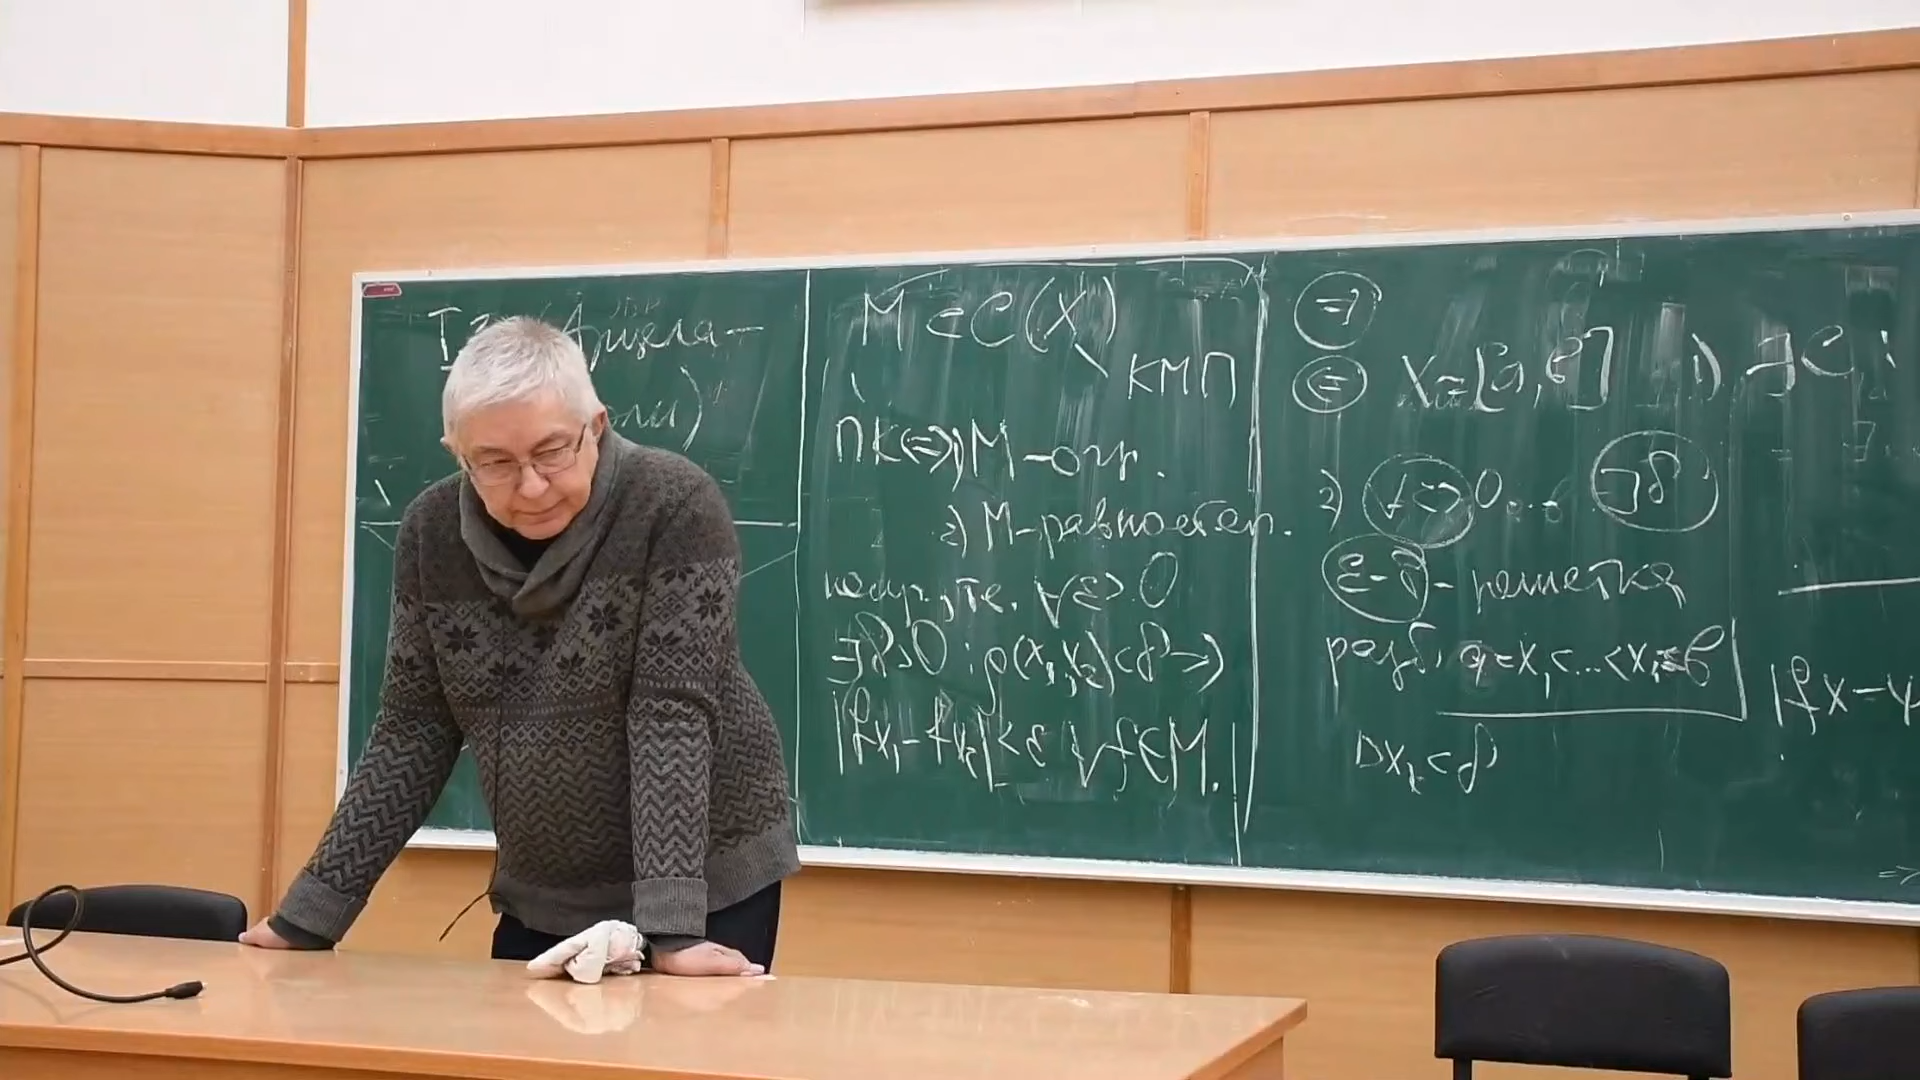 (Арцела-
M ⊂ C(X)
КМП
ПК⇔1) M-огр.
2) M-равностеп.
непр, те. ∀ε>0
∃δ>0 : ρ(x₁,x₂)<δ →
|fx₁-fx₂|<ε ∀f∈M.
⇒
⇐ X=[a,b] 1) ∃C:
2) ∀ε>0... ∃δ
решетка
разб. a=x₁<...<x
Δxₖ<δ
|fx-